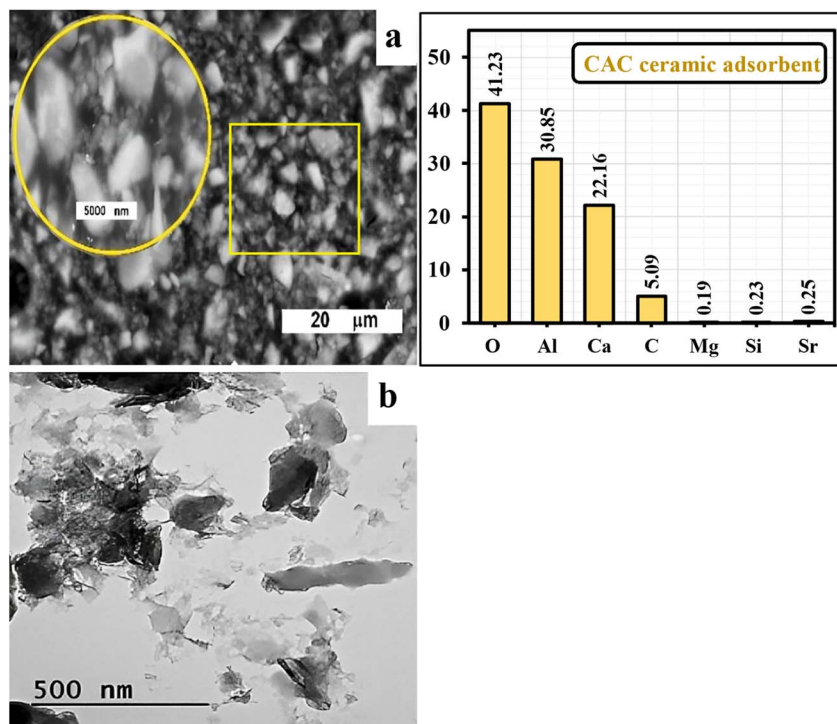 a
5000 nm
20 μm
CAC ceramic adsorbent
50
40
30
20
10
0
41.23
30.85
22.16
5.09
0.19
0.23
0.25
O Al Ca C Mg Si Sr
b
500 nm